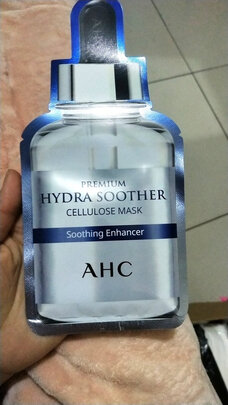 PREMIUM
HYDRA SOOTHER
CELLULOSE MASK
Soothing Enhancer
AHC